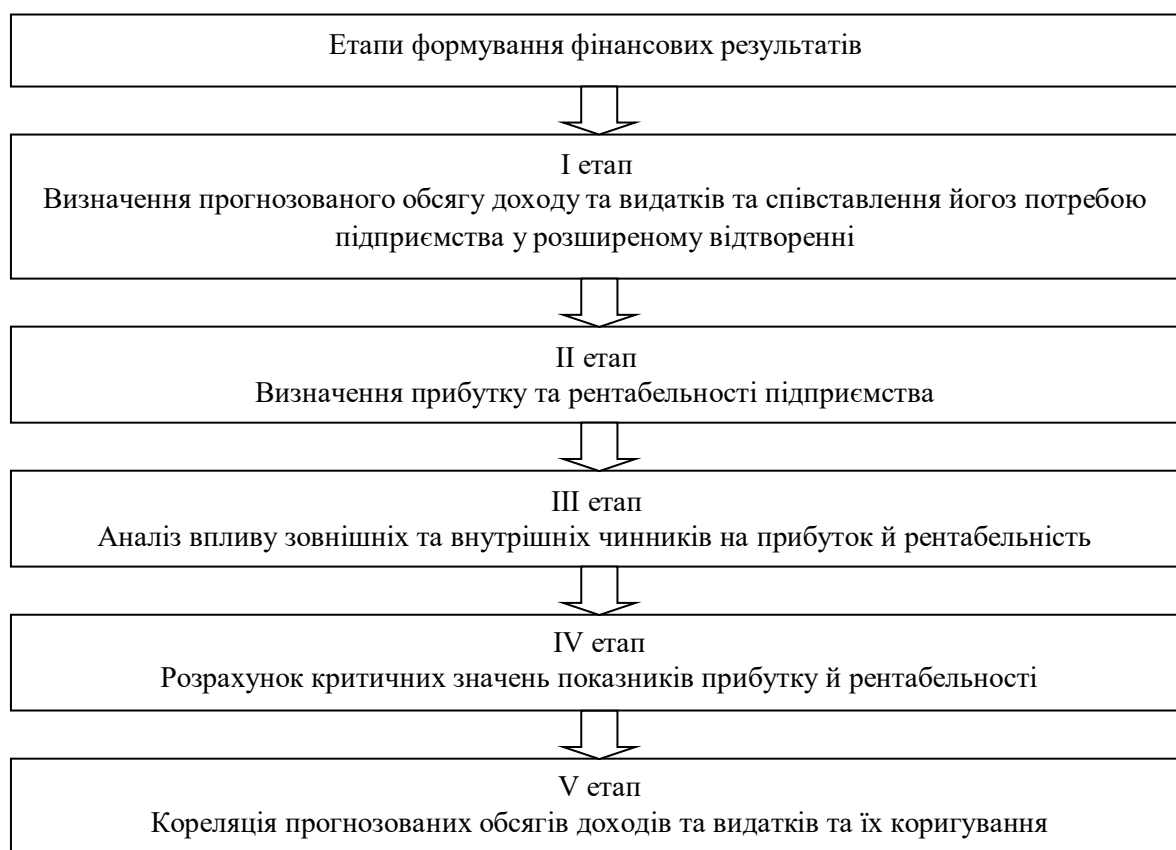 Етапи формування фінансових результатів
I етап
Визначення прогнозованого обсягу доходу та видатків та співставлення йогоз потребою
підприємства у розширеному відтворенні
II етап
Визначення прибутку та рентабельності підприємства
III етап
Аналіз впливу зовнішніх та внутрішніх чинників на прибуток й рентабельність
IV етап
Розрахунок критичних значень показників прибутку й рентабельності
V етап
Кореляція прогнозованих обсягів доходів та видатків та їх коригування